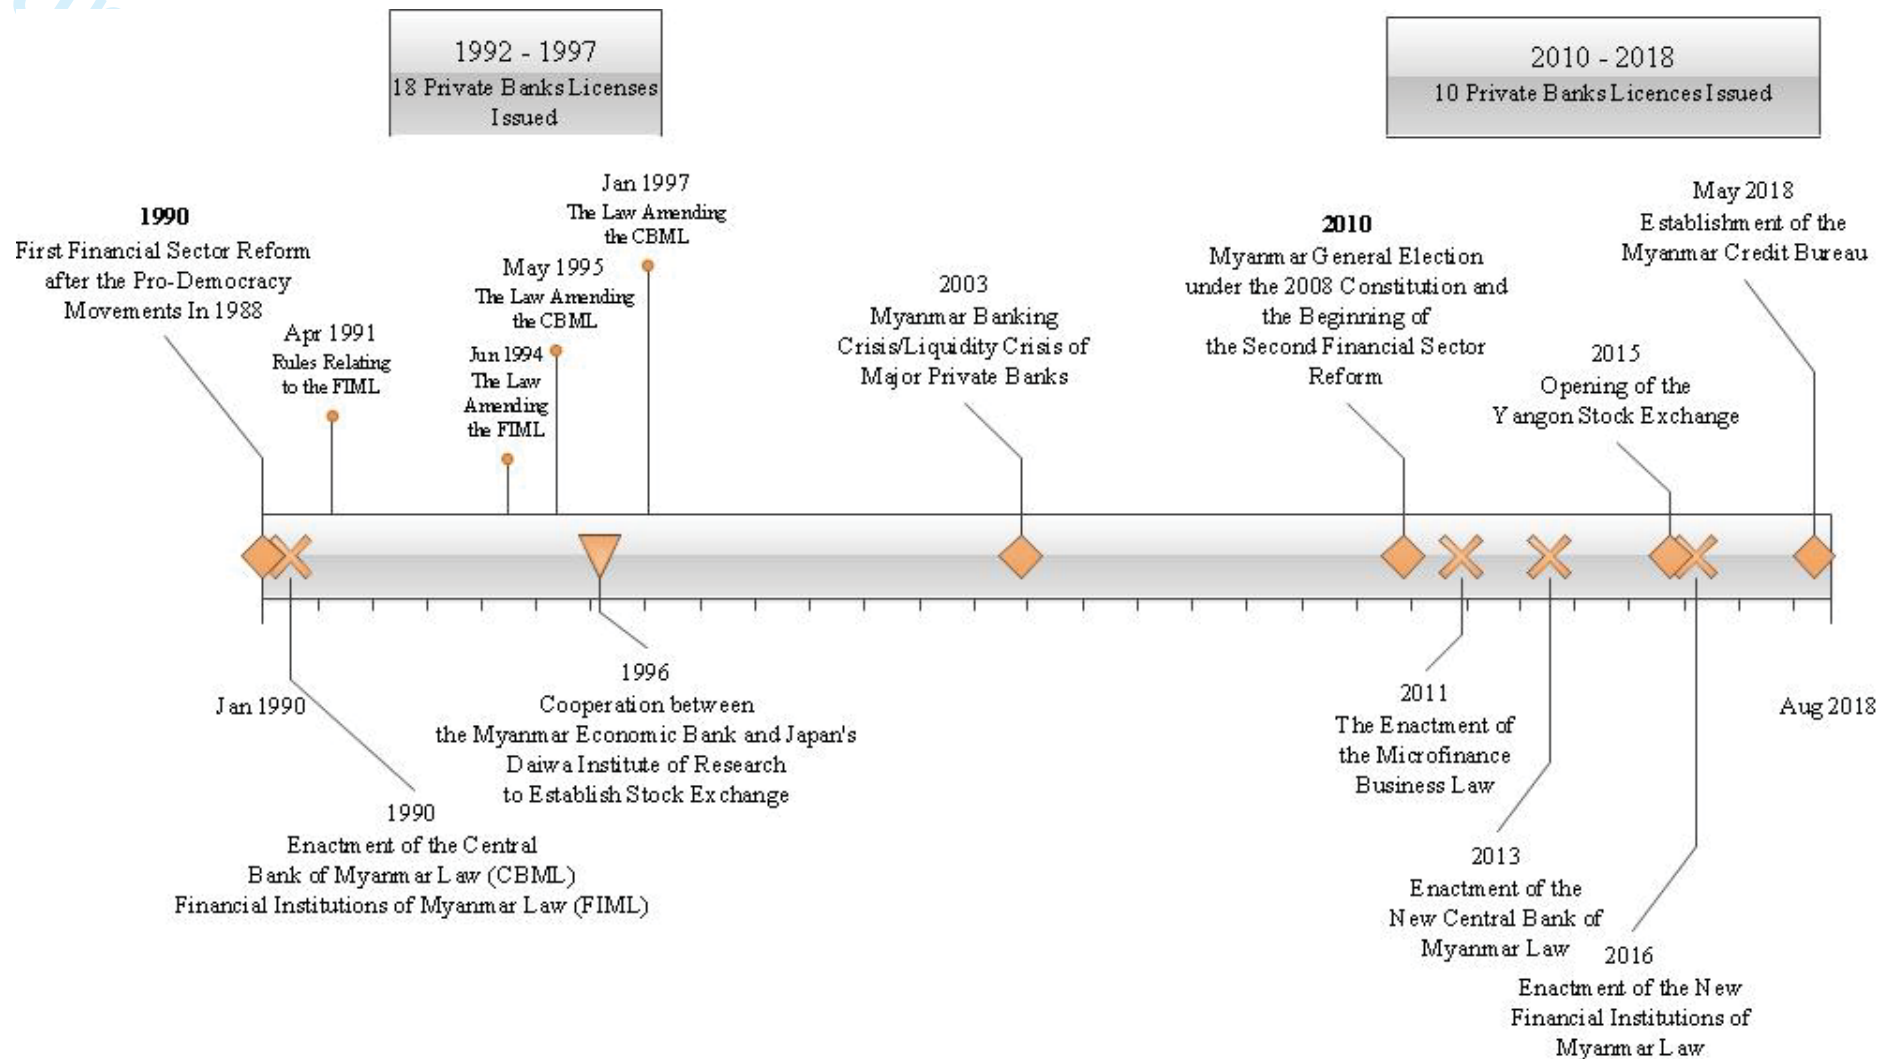 1992 - 1997
18 Private Banks Licenses
Issued
2010 - 2018
10 Private Banks Licences Issued
1990
First Financial Sector Reform
after the Pro-Democracy
Movements In 1988
Apr 1991
Rules Relating
to the FIML
Jun 1994
The Law
Amending
the FIML
May 1995
The Law Amending
the CBML
Jan 1997
The Law Amending
the CBML
2003
Myanmar Banking
Crisis/Liquidity Crisis of
Major Private Banks
2010
Myanmar General Election
under the 2008 Constitution and
the Beginning of
the Second Financial Sector
Reform
2015
Opening of the
Yangon Stock Exchange
May 2018
Establishment of the
Myanmar Credit Bureau
Jan 1990
Aug 2018
1990
Enactment of the Central
Bank of Myanmar Law (CBML)
Financial Institutions of Myanmar Law (FIML)
1996
Cooperation between
the Myanmar Economic Bank and Japan's
Daiwa Institute of Research
to Establish Stock Exchange
2011
The Enactment of
the Microfinance
Business Law
2013
Enactment of the
New Central Bank of
Myanmar Law
2016
Enactment of the New
Financial Institutions of
Myanmar Law